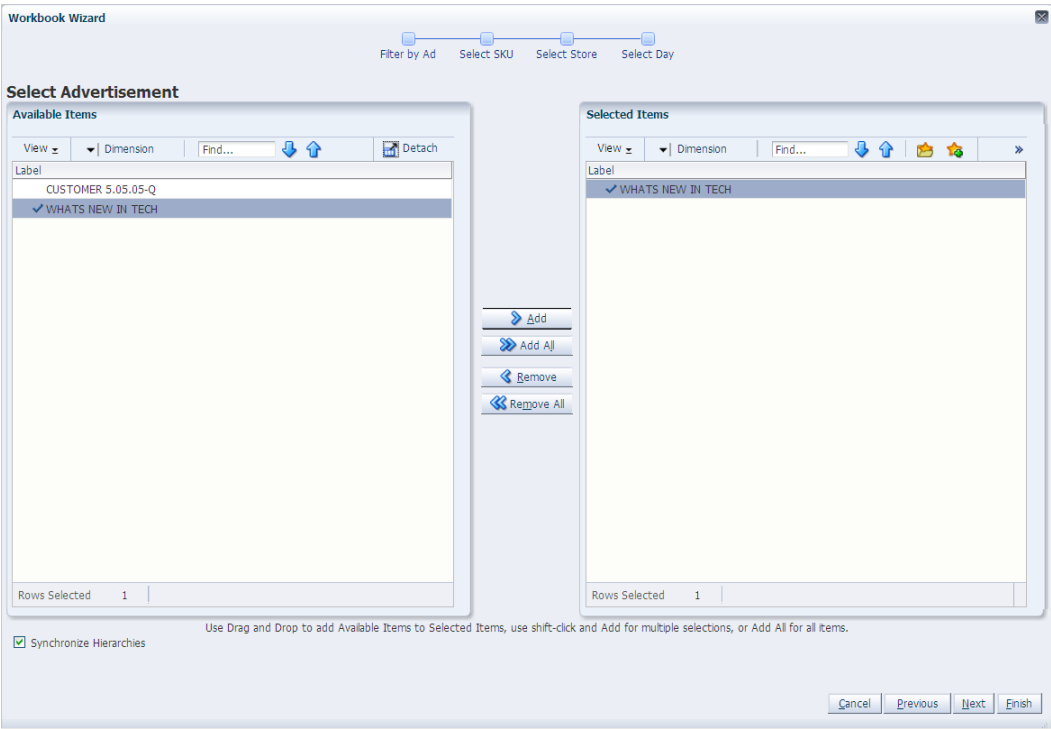 Workbook Wizard
Filter by Ad Select SKU Select Store Select Day
Select Advertisement
Available Items
View Dimension Find... Detach
Label
CUSTOMER 5.05.05-Q
WHATS NEW IN TECH
Rows Selected 1
Add
Add All
Remove
Remove All
Selected Items
View Dimension Find... »
Label
WHATS NEW IN TECH
Rows Selected 1
Use Drag and Drop to add Available Items to Selected Items, use shift-click and Add for multiple selections, or Add All for all items.
Synchronize Hierarchies
Cancel Previous Next Finish